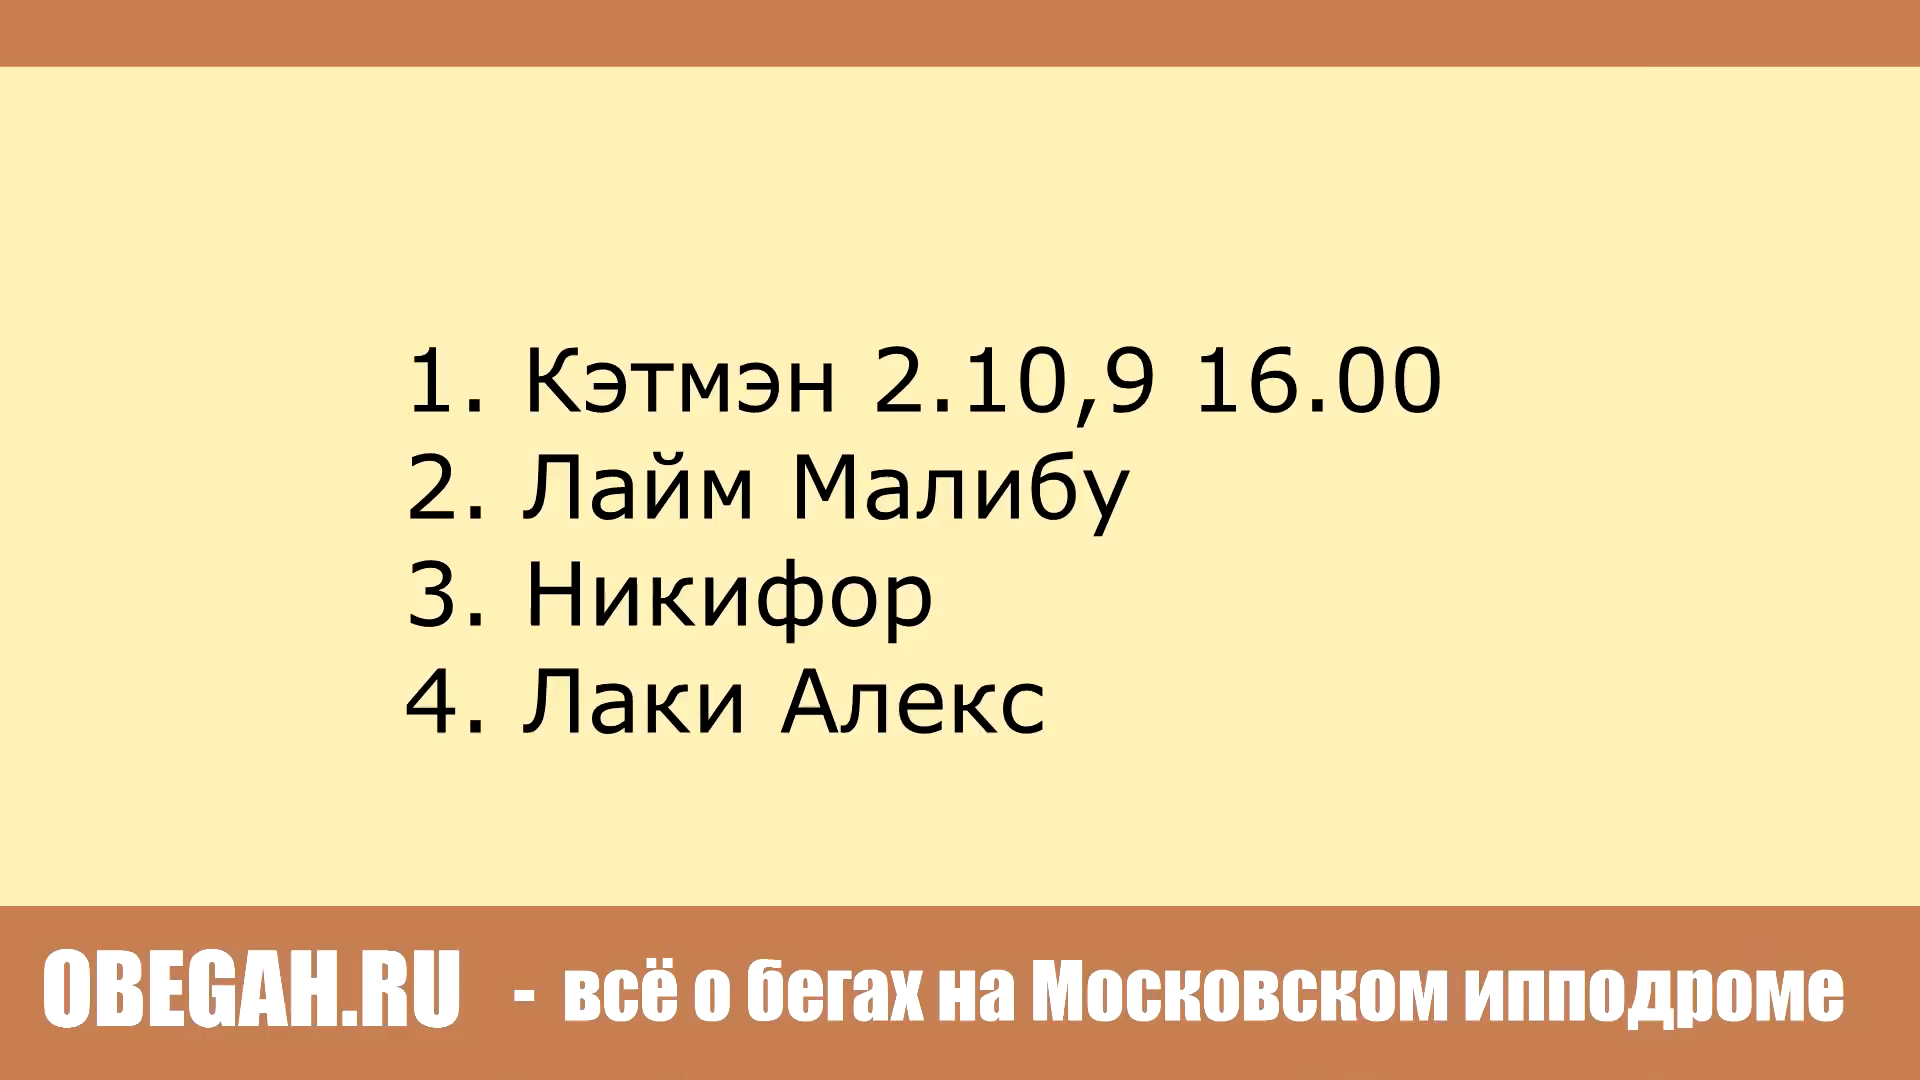 1. Кэтмэн 2.10,9 16.00
2. Лайм Малибу
3. Никифор
4. Лаки Алекс
OBEGAH.RU - всё о бегах на Московском ипподроме